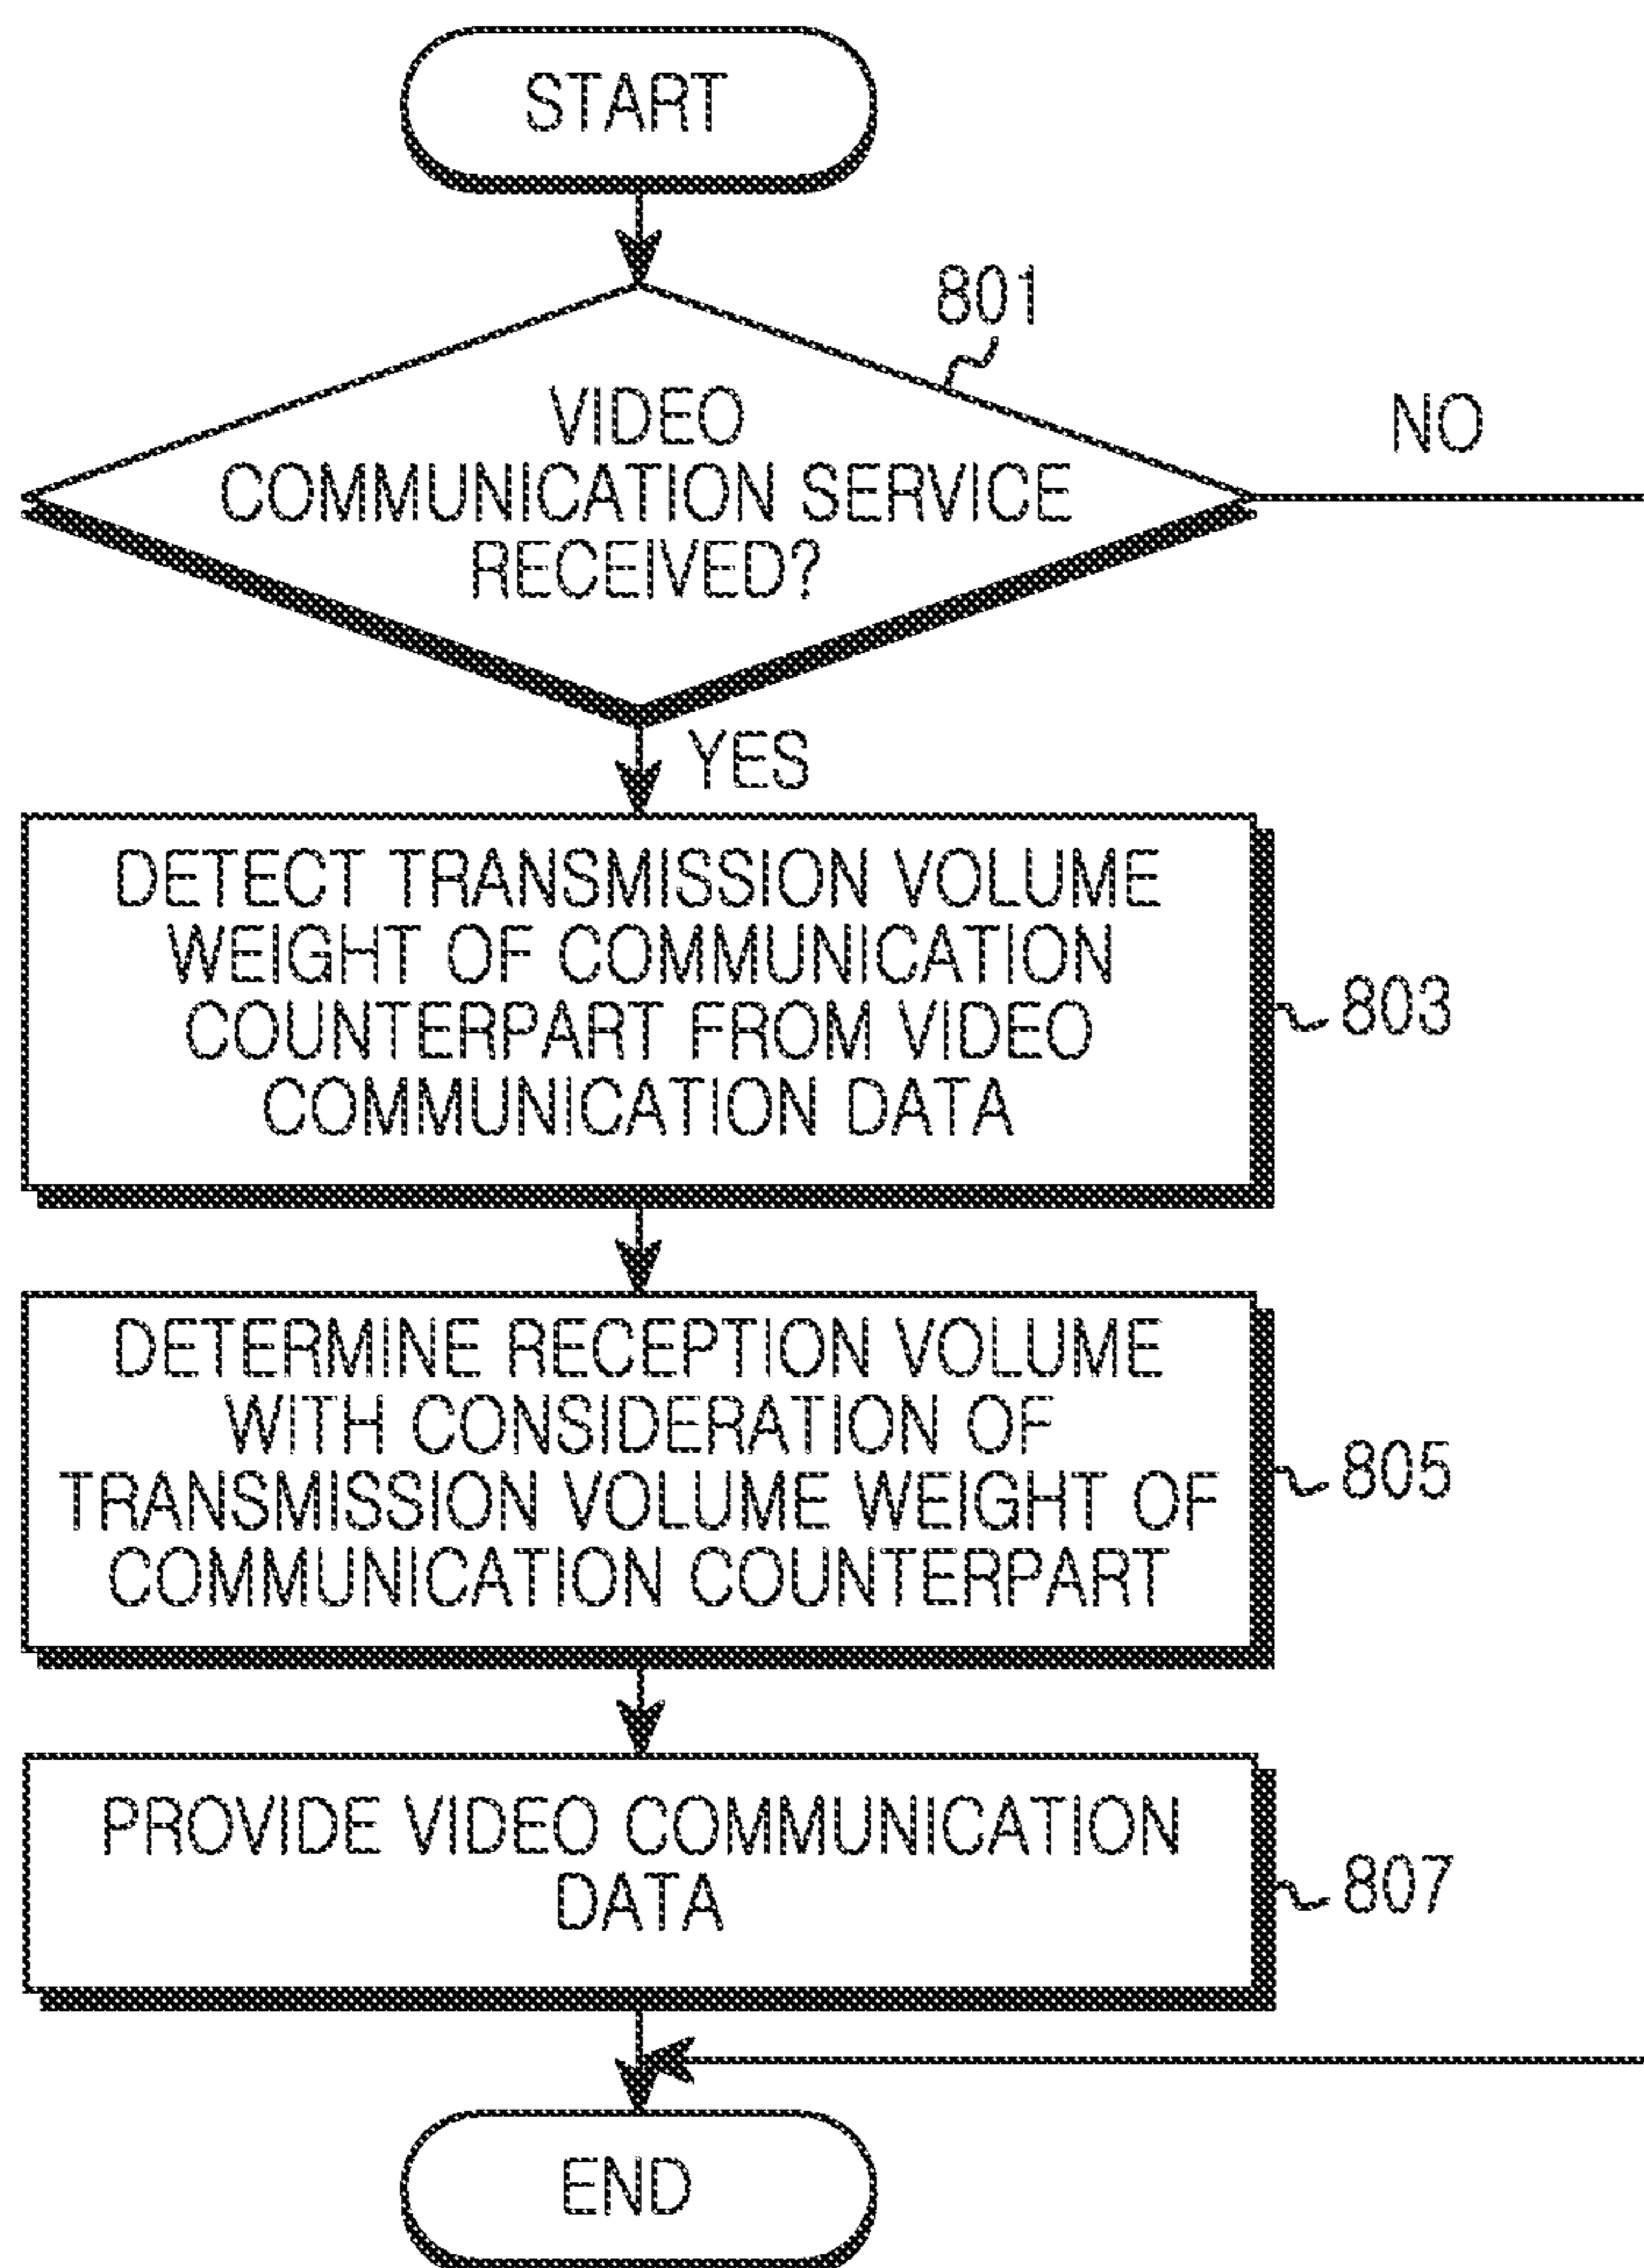 START
801
VIDEO
COMMUNICATION SERVICE
RECEIVED?
NO
YES
DETECT TRANSMISSION VOLUME
WEIGHT OF COMMUNICATION
COUNTERPART FROM VIDEO
COMMUNICATION DATA
803
DETERMINE RECEPTION VOLUME
WITH CONSIDERATION OF
TRANSMISSION VOLUME WEIGHT OF
COMMUNICATION COUNTERPART
805
PROVIDE VIDEO COMMUNICATION
DATA
807
END